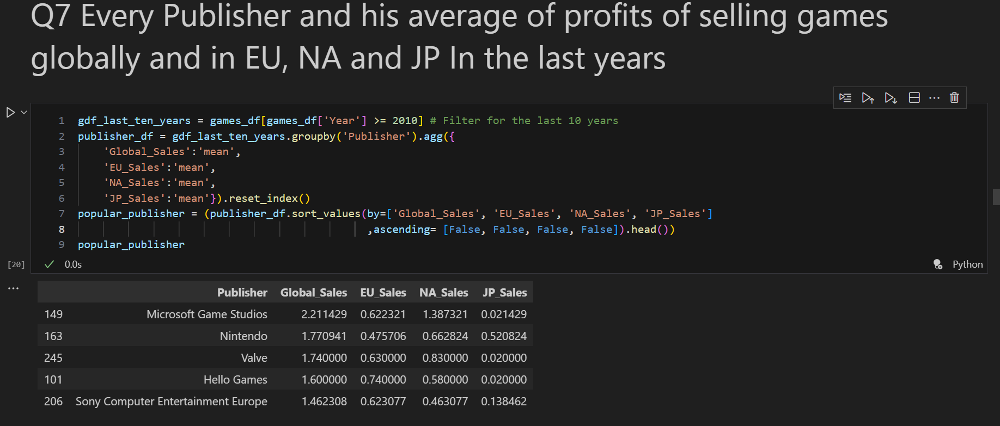 Q7 Every Publisher and his average of profits of selling games
globally and in EU, NA and JP In the last years
1 gdf_last_ten_years = games_df[games_df['Year'] >= 2010] # Filter for the last 10 years
2 publisher_df = gdf_last_ten_years.groupby('Publisher').agg({
3 'Global_Sales':'mean',
4 'EU_Sales':'mean',
5 'NA_Sales':'mean',
6 'JP_Sales':'mean'}).reset_index()
7 popular_publisher = (publisher_df.sort_values(by=['Global_Sales', 'EU_Sales', 'NA_Sales', 'JP_Sales']
8 ,ascending= [False, False, False, False]).head())
9 popular_publisher
[20] 0.0s Python
Publisher Global_Sales EU_Sales NA_Sales JP_Sales
149 Microsoft Game Studios 2.211429 0.622321 1.387321 0.021429
163 Nintendo 1.770941 0.475706 0.662824 0.520824
245 Valve 1.740000 0.630000 0.830000 0.020000
101 Hello Games 1.600000 0.740000 0.580000 0.020000
206 Sony Computer Entertainment Europe 1.462308 0.623077 0.463077 0.138462